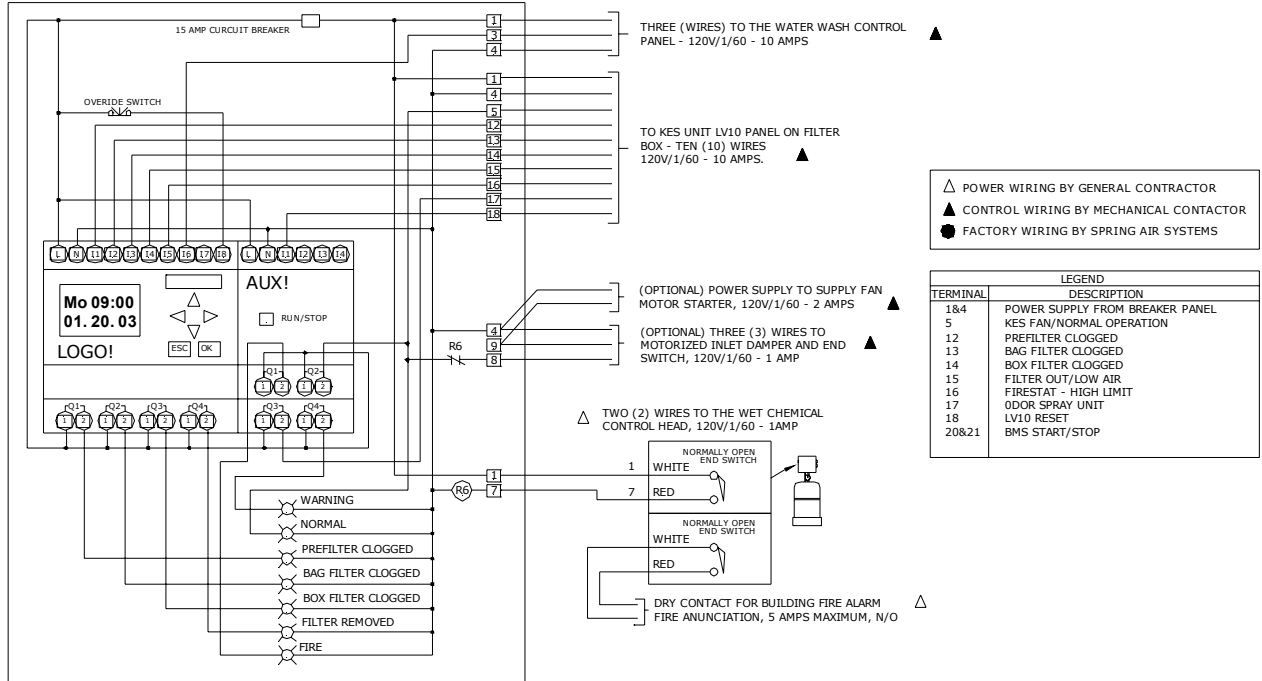 15 AMP CURCUIT BREAKER
1
3
4
THREE (WIRES) TO THE WATER WASH CONTROL
PANEL - 120V/1/60 - 10 AMPS
OVERIDE SWITCH
1
4
5
12
13
14
15
16
17
18
TO KES UNIT LV10 PANEL ON FILTER
BOX - TEN (10) WIRES
120V/1/60 - 10 AMPS.
POWER WIRING BY GENERAL CONTRACTOR
CONTROL WIRING BY MECHANICAL CONTACTOR
FACTORY WIRING BY SPRING AIR SYSTEMS
L N I1 I2 I3 I4 I5 I6 I7 I8
L N I1 I2 I3 I4
Mo 09:00
01. 20. 03
LOGO!
ESC OK
AUX!
RUN/STOP
Q1 Q2
1 2 1 2
Q1 Q2 Q3 Q4
1 2 1 2 1 2 1 2
Q3 Q4
1 2 1 2
R6
4
9
8
(OPTIONAL) POWER SUPPLY TO SUPPLY FAN
MOTOR STARTER, 120V/1/60 - 2 AMPS
(OPTIONAL) THREE (3) WIRES TO
MOTORIZED INLET DAMPER AND END
SWITCH, 120V/1/60 - 1 AMP
LEGEND
TERMINAL DESCRIPTION
1&4 POWER SUPPLY FROM BREAKER PANEL
5 KES FAN/NORMAL OPERATION
12 PREFILTER CLOGGED
13 BAG FILTER CLOGGED
14 BOX FILTER CLOGGED
15 FILTER OUT/LOW AIR
16 FIRESTAT - HIGH LIMIT
17 0DOR SPRAY UNIT
18 LV10 RESET
20&21 BMS START/STOP
TWO (2) WIRES TO THE WET CHEMICAL
CONTROL HEAD, 120V/1/60 - 1AMP
1
R6
7
1 WHITE
7 RED
NORMALLY OPEN
END SWITCH
NORMALLY OPEN
END SWITCH
WHITE
RED
DRY CONTACT FOR BUILDING FIRE ALARM
FIRE ANUNCIATION, 5 AMPS MAXIMUM, N/O
WARNING
NORMAL
PREFILTER CLOGGED
BAG FILTER CLOGGED
BOX FILTER CLOGGED
FILTER REMOVED
FIRE